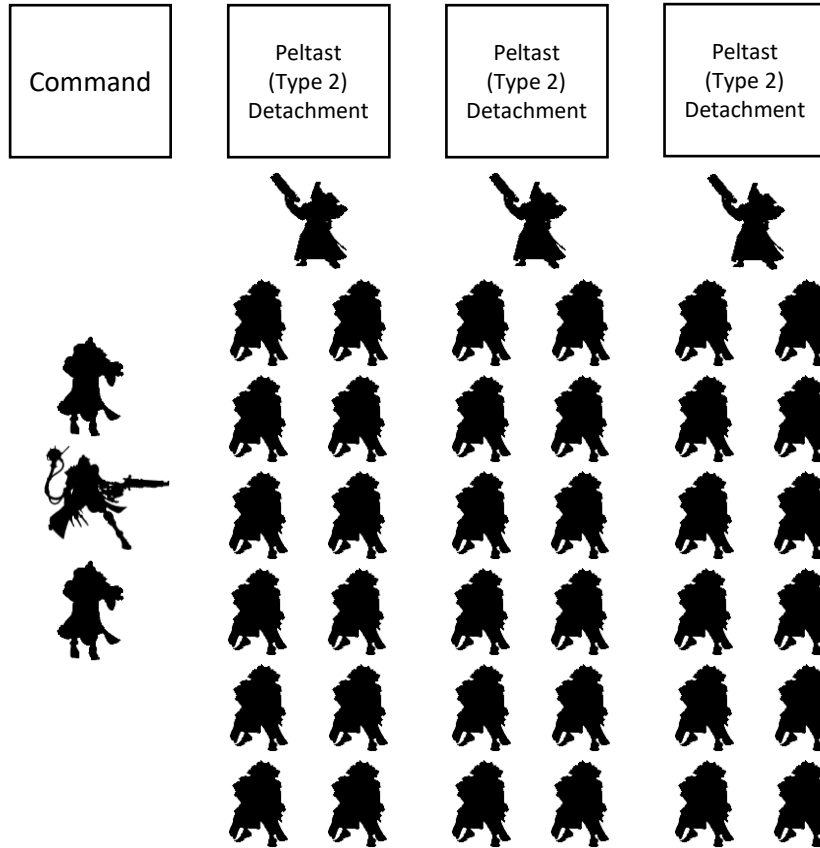 Command
Peltast
(Type 2)
Detachment
Peltast
(Type 2)
Detachment
Peltast
(Type 2)
Detachment